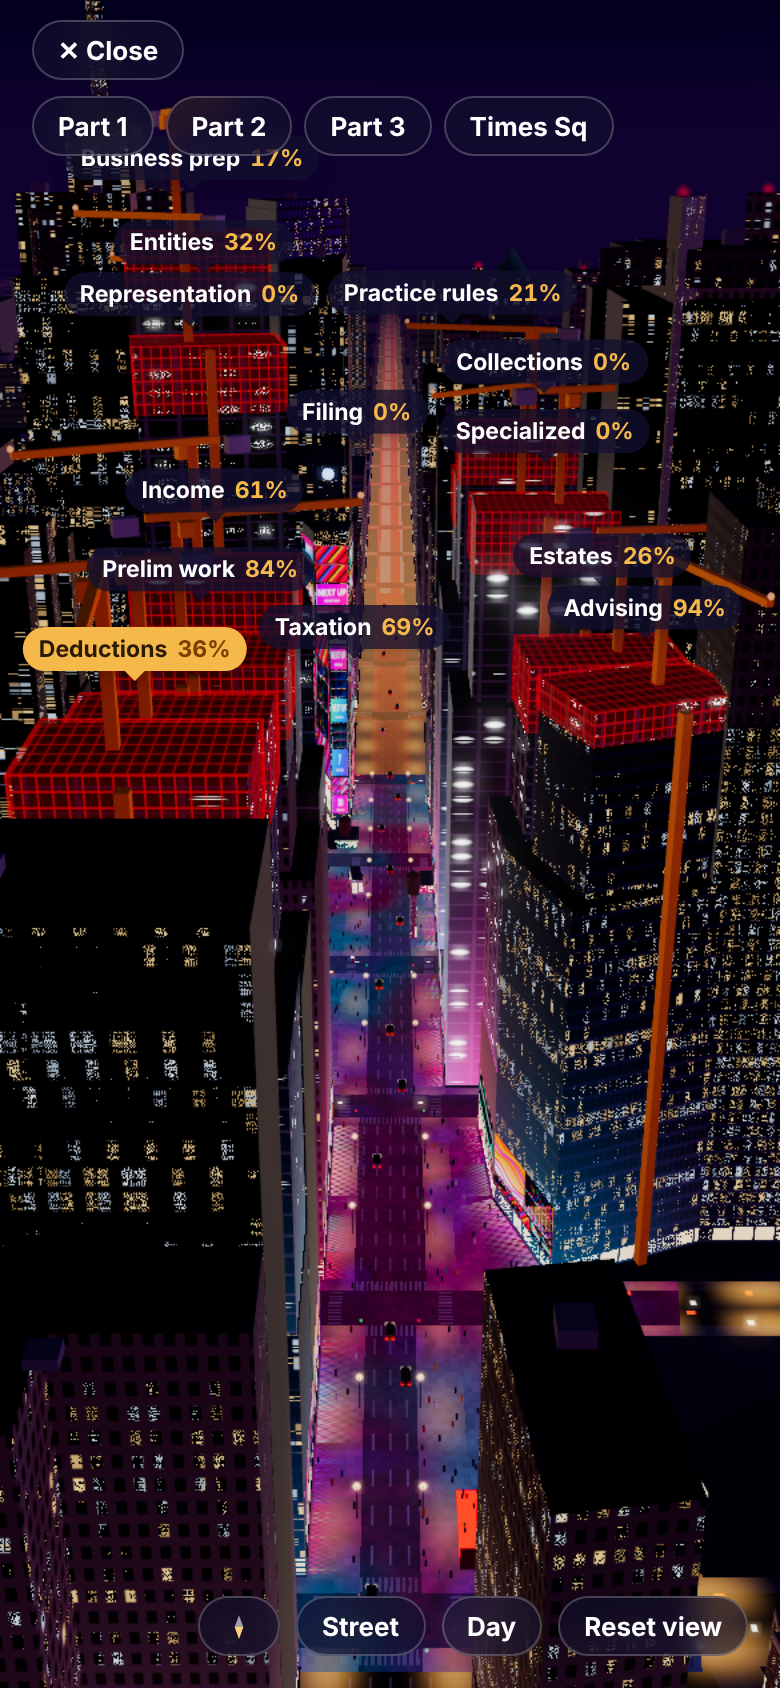 ✕ Close
Part 1
Part 2
Part 3
Times Sq
Business prep 17%
Entities 32%
Representation 0%
Practice rules 21%
Collections 0%
Filing 0%
Specialized 0%
Income 61%
Estates 26%
Prelim work 84%
NEXT UP
Advising 94%
Taxation 69%
Deductions 36%
Street
Day
Reset view